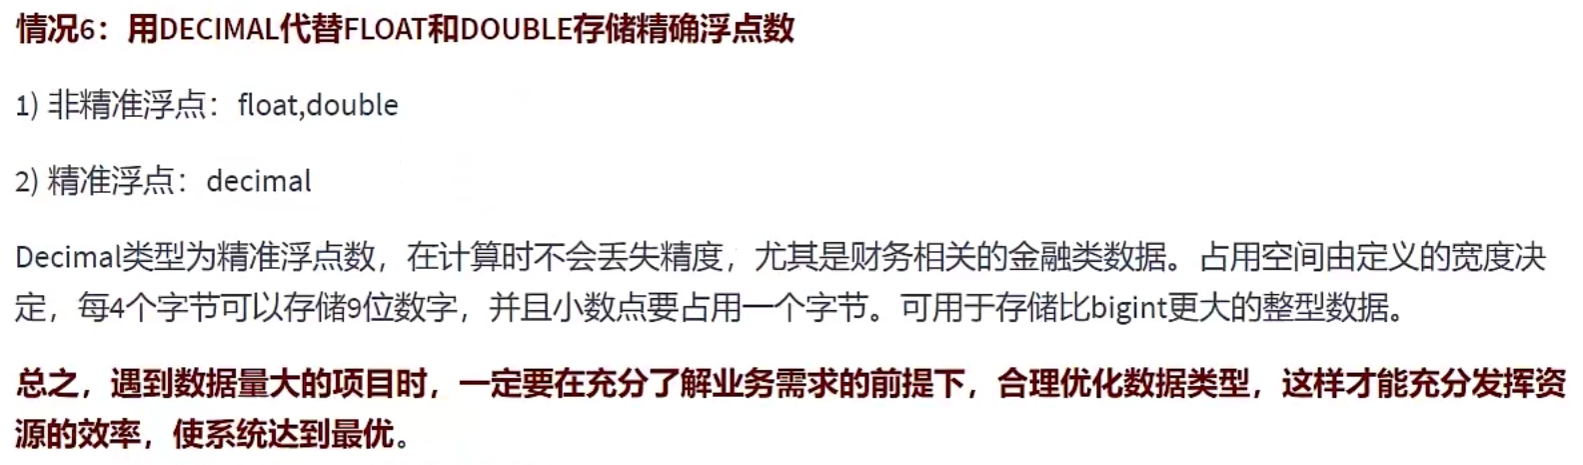 情况6：用DECIMAL代替FLOAT和DOUBLE存储精确浮点数
1) 非精准浮点：float,double
2) 精准浮点：decimal
Decimal类型为精准浮点数，在计算时不会丢失精度，尤其是财务相关的金融类数据。占用空间由定义的宽度决
定，每4个字节可以存储9位数字，并且小数点要占用一个字节。可用于存储比bigint更大的整型数据。
总之，遇到数据量大的项目时，一定要在充分了解业务需求的前提下，合理优化数据类型，这样才能充分发挥资
源的效率，使系统达到最优。